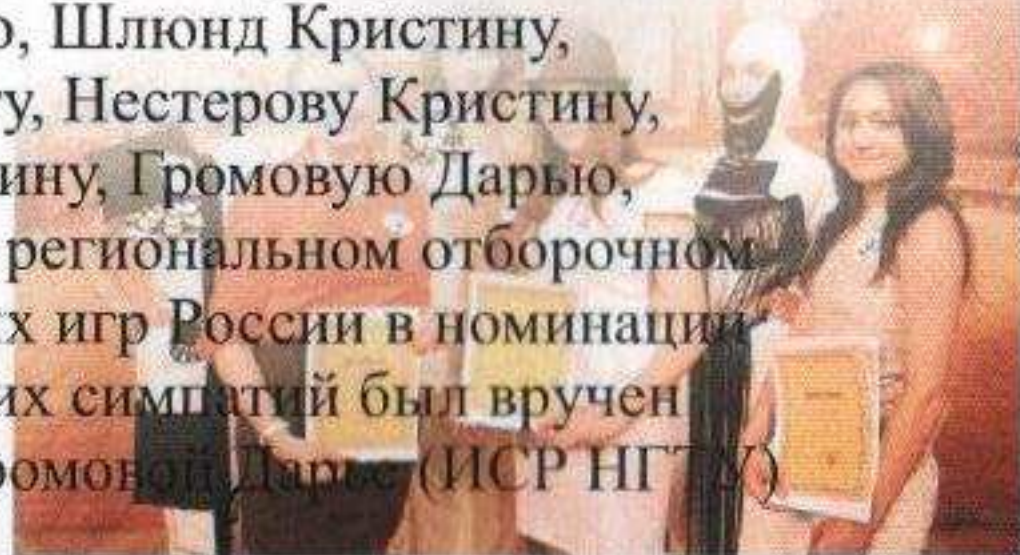 о, Шлюнд Кристину,
у, Нестерову Кристину,
ину, Громовую Дарью,
региональном отборочном
х игр России в номинации
их симпатий был вручен
ромовой Дарье (ИСР НГТУ)